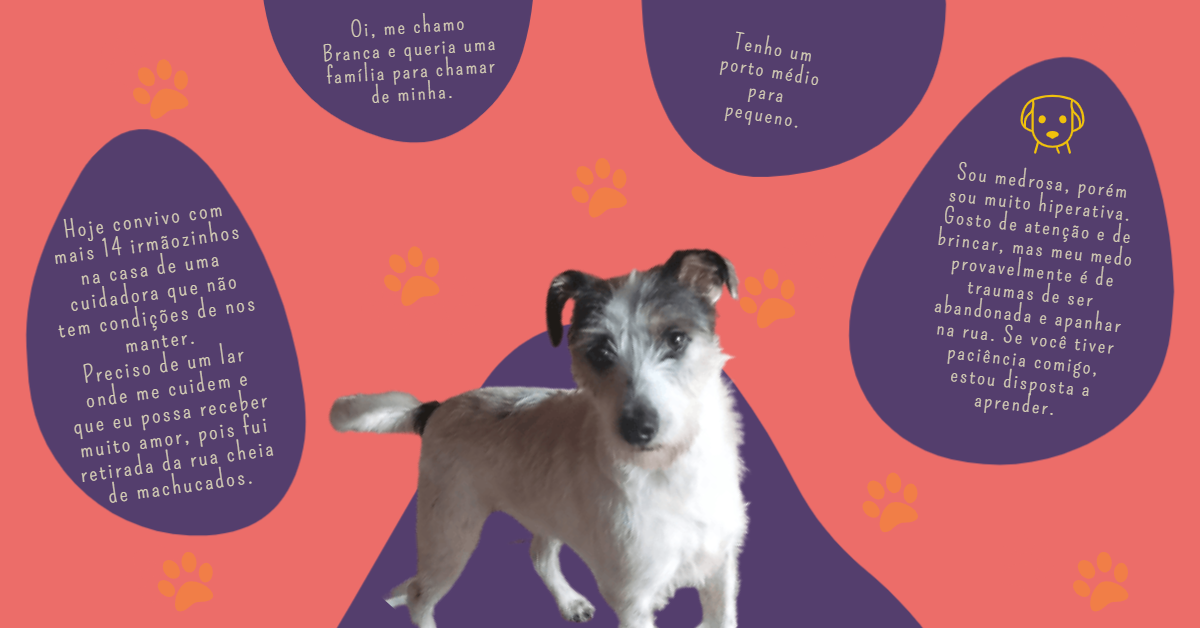 Oi, me chamo
Branca e queria uma
família para chamar
de minha.
Tenho um
porto médio
para
pequeno.
Hoje convivo com
mais 14 irmãozinhos
na casa de uma
cuidadora que não
tem condições de nos
manter.
Preciso de um lar
onde me cuidem e
que eu possa receber
muito amor, pois fui
retirada da rua cheia
de machucados.
Sou medrosa, porém
sou muito hiperativa.
Gosto de atenção e de
brincar, mas meu medo
provavelmente é de
traumas de ser
abandonada e apanhar
na rua. Se você tiver
paciência comigo,
estou disposta a
aprender.